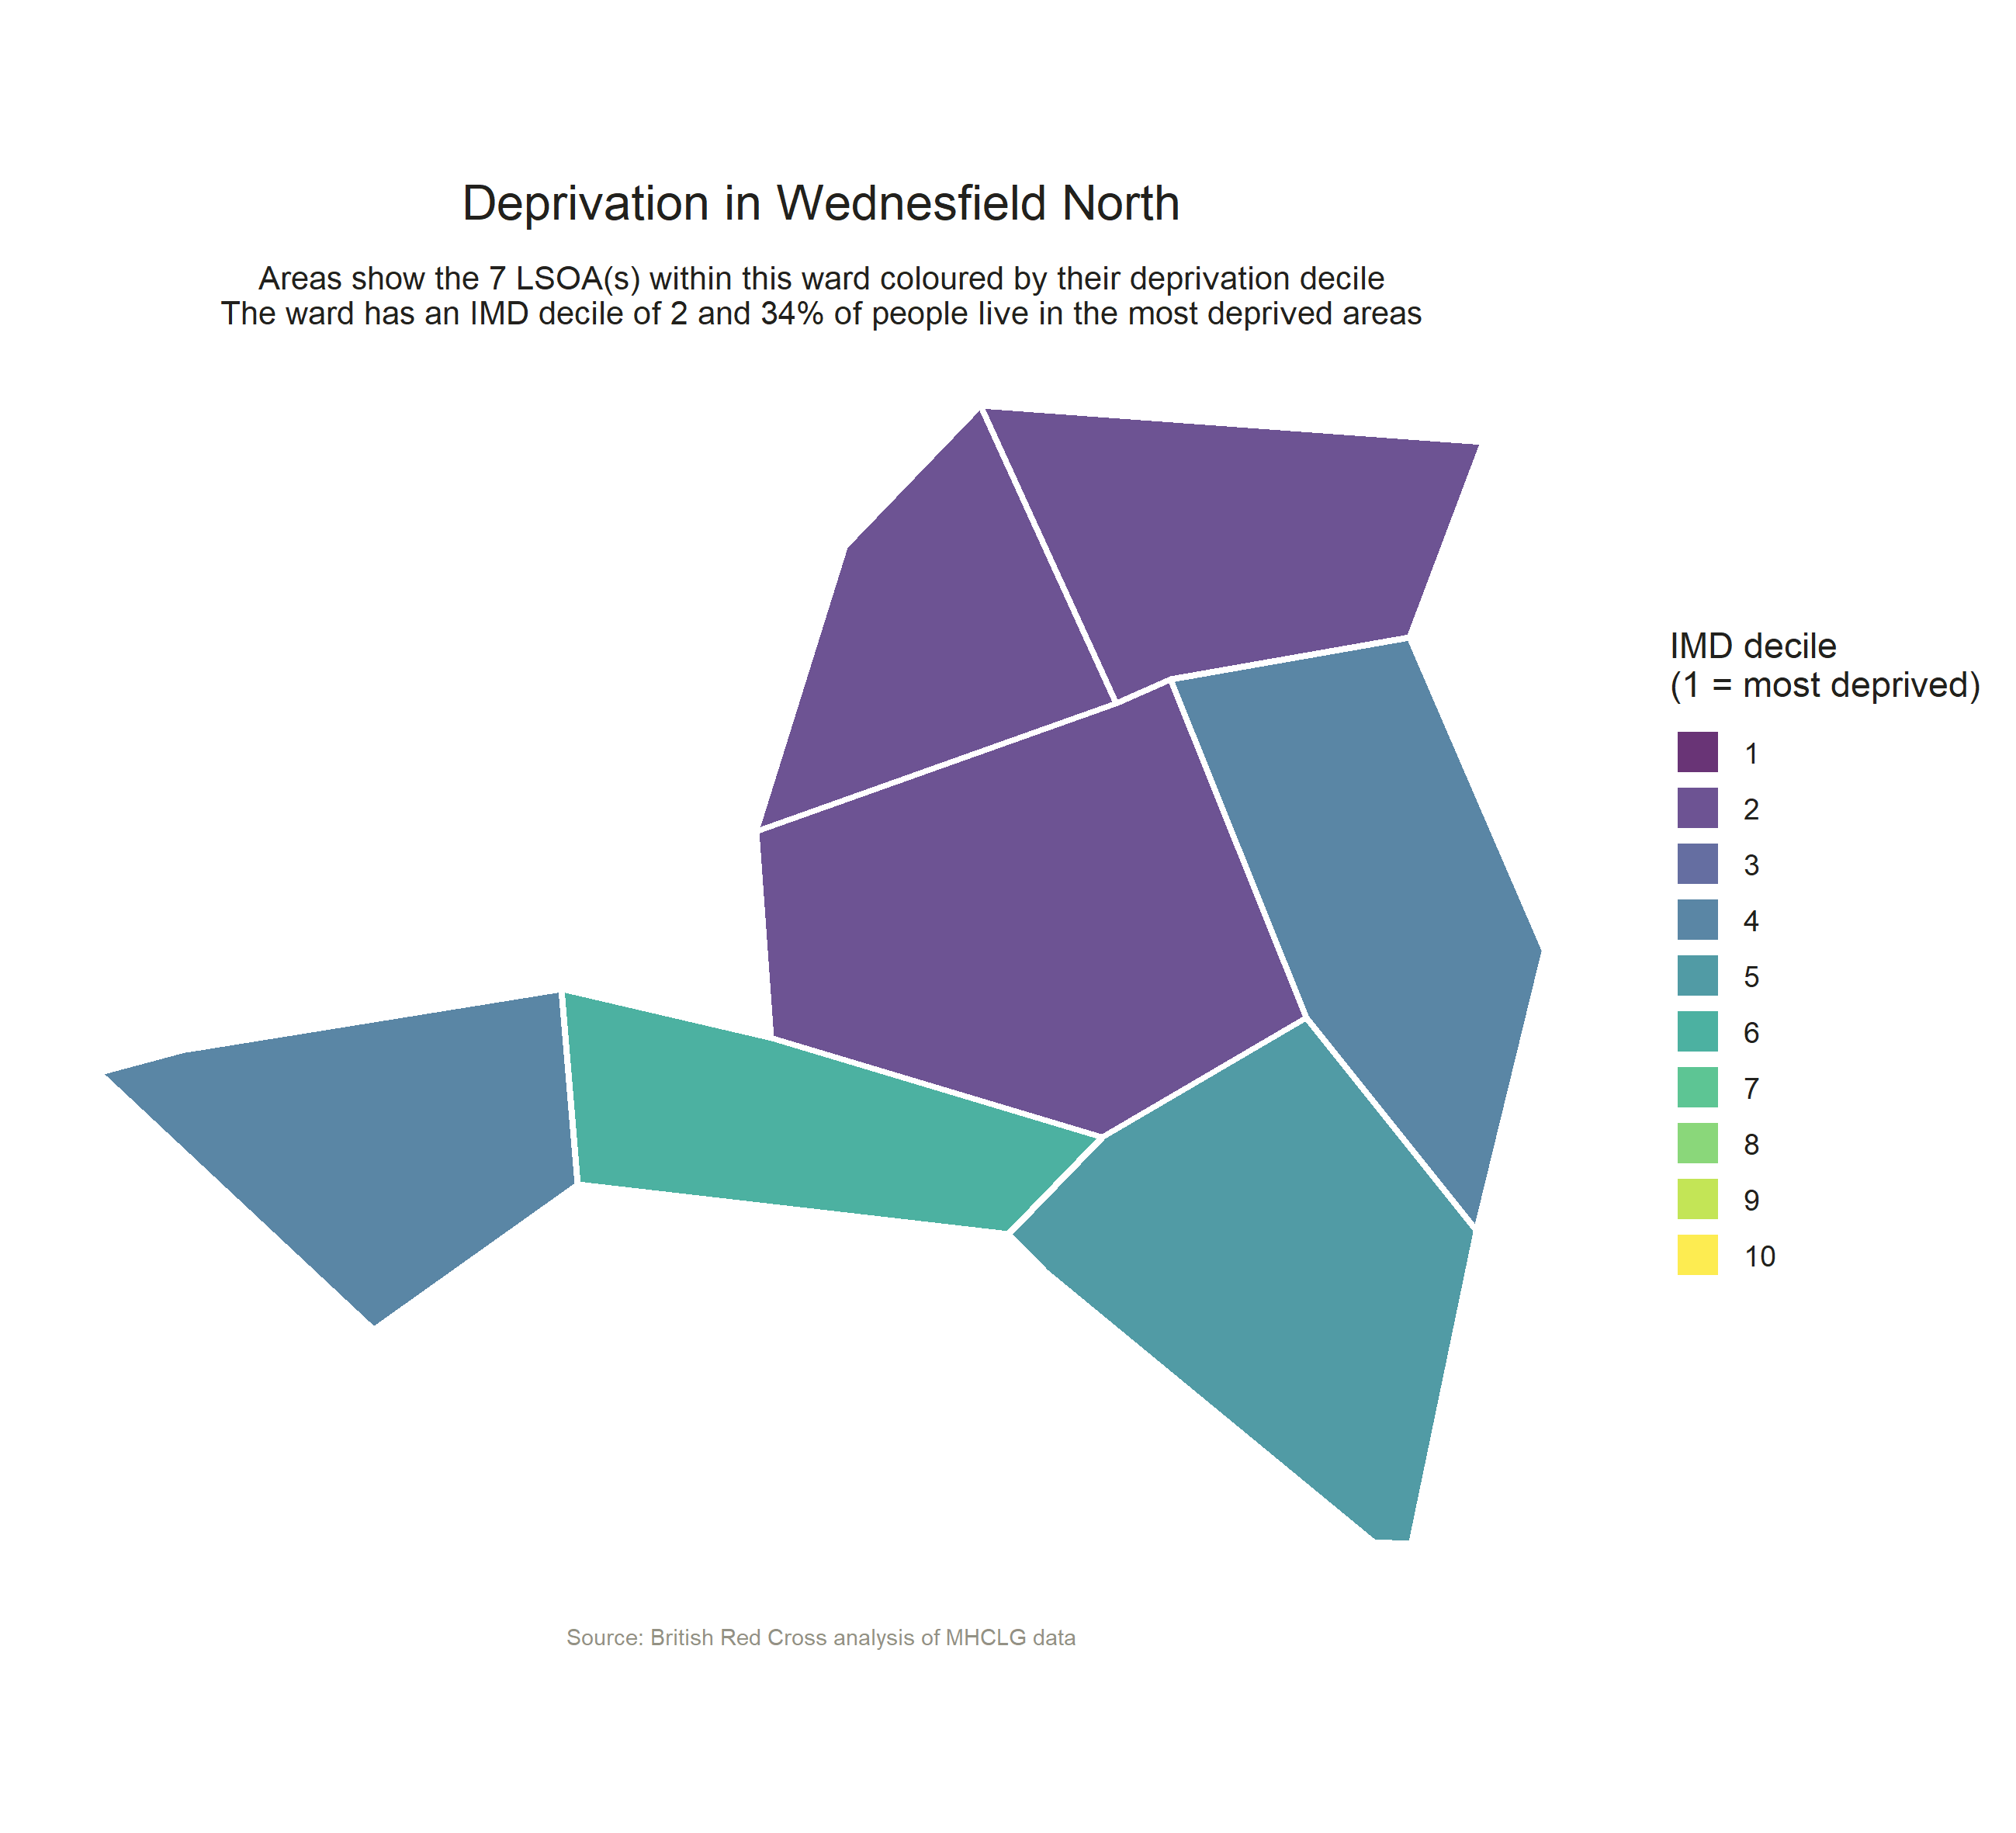 Deprivation in Wednesfield North
Areas show the 7 LSOA(s) within this ward coloured by their deprivation decile
The ward has an IMD decile of 2 and 34% of people live in the most deprived areas
IMD decile
(1 = most deprived)
1
2
3
4
5
6
7
8
9
10
Source: British Red Cross analysis of MHCLG data